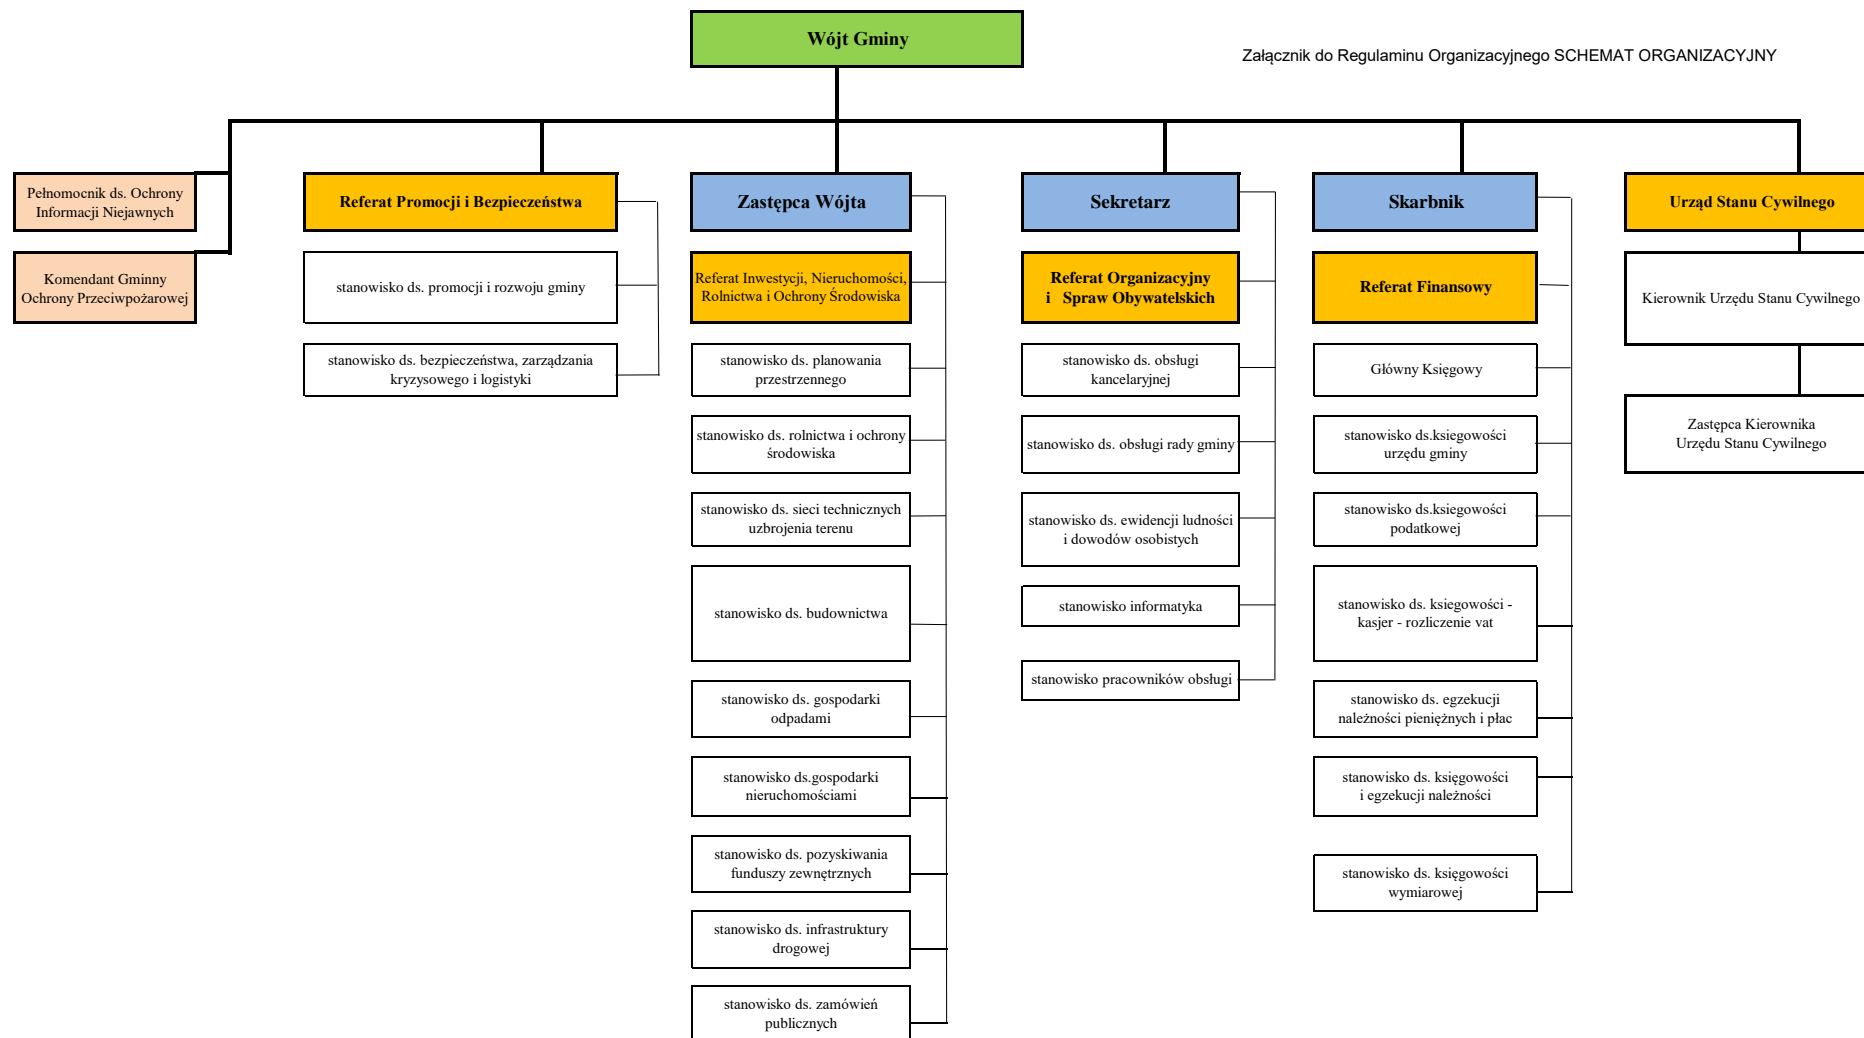 Wójt Gminy
Załącznik do Regulaminu Organizacyjnego SCHEMAT ORGANIZACYJNY
Pełnomocnik ds. Ochrony
Informacji Niejawnych
Komendant Gminny
Ochrony Przeciwpożarowej
Referat Promocji i Bezpieczeństwa
stanowisko ds. promocji i rozwoju gminy
stanowisko ds. bezpieczeństwa, zarządzania
kryzysowego i logistyki
Zastępca Wójta
Referat Inwestycji, Nieruchomości,
Rolnictwa i Ochrony Środowiska
stanowisko ds. planowania
przestrzennego
stanowisko ds. rolnictwa i ochrony
środowiska
stanowisko ds. sieci technicznych
uzbrojenia terenu
stanowisko ds. budownictwa
stanowisko ds. gospodarki
odpadami
stanowisko ds.gospodarki
nieruchomościami
stanowisko ds. pozyskiwania
funduszy zewnętrznych
stanowisko ds. infrastruktury
drogowej
stanowisko ds. zamówień
publicznych
Sekretarz
Referat Organizacyjny
i Spraw Obywatelskich
stanowisko ds. obsługi
kancelaryjnej
stanowisko ds. obsługi rady gminy
stanowisko ds. ewidencji ludności
i dowodów osobistych
stanowisko informatyka
stanowisko pracowników obsługi
Skarbnik
Referat Finansowy
Główny Księgowy
stanowisko ds.ksiegowości
urzędu gminy
stanowisko ds.ksiegowości
podatkowej
stanowisko ds. ksiegowości -
kasjer - rozliczenie vat
stanowisko ds. egzekucji
należności pieniężnych i płac
stanowisko ds. księgowości
i egzekucji należności
stanowisko ds. księgowości
wymiarowej
Urząd Stanu Cywilnego
Kierownik Urzędu Stanu Cywilnego
Zastępca Kierownika
Urzędu Stanu Cywilnego